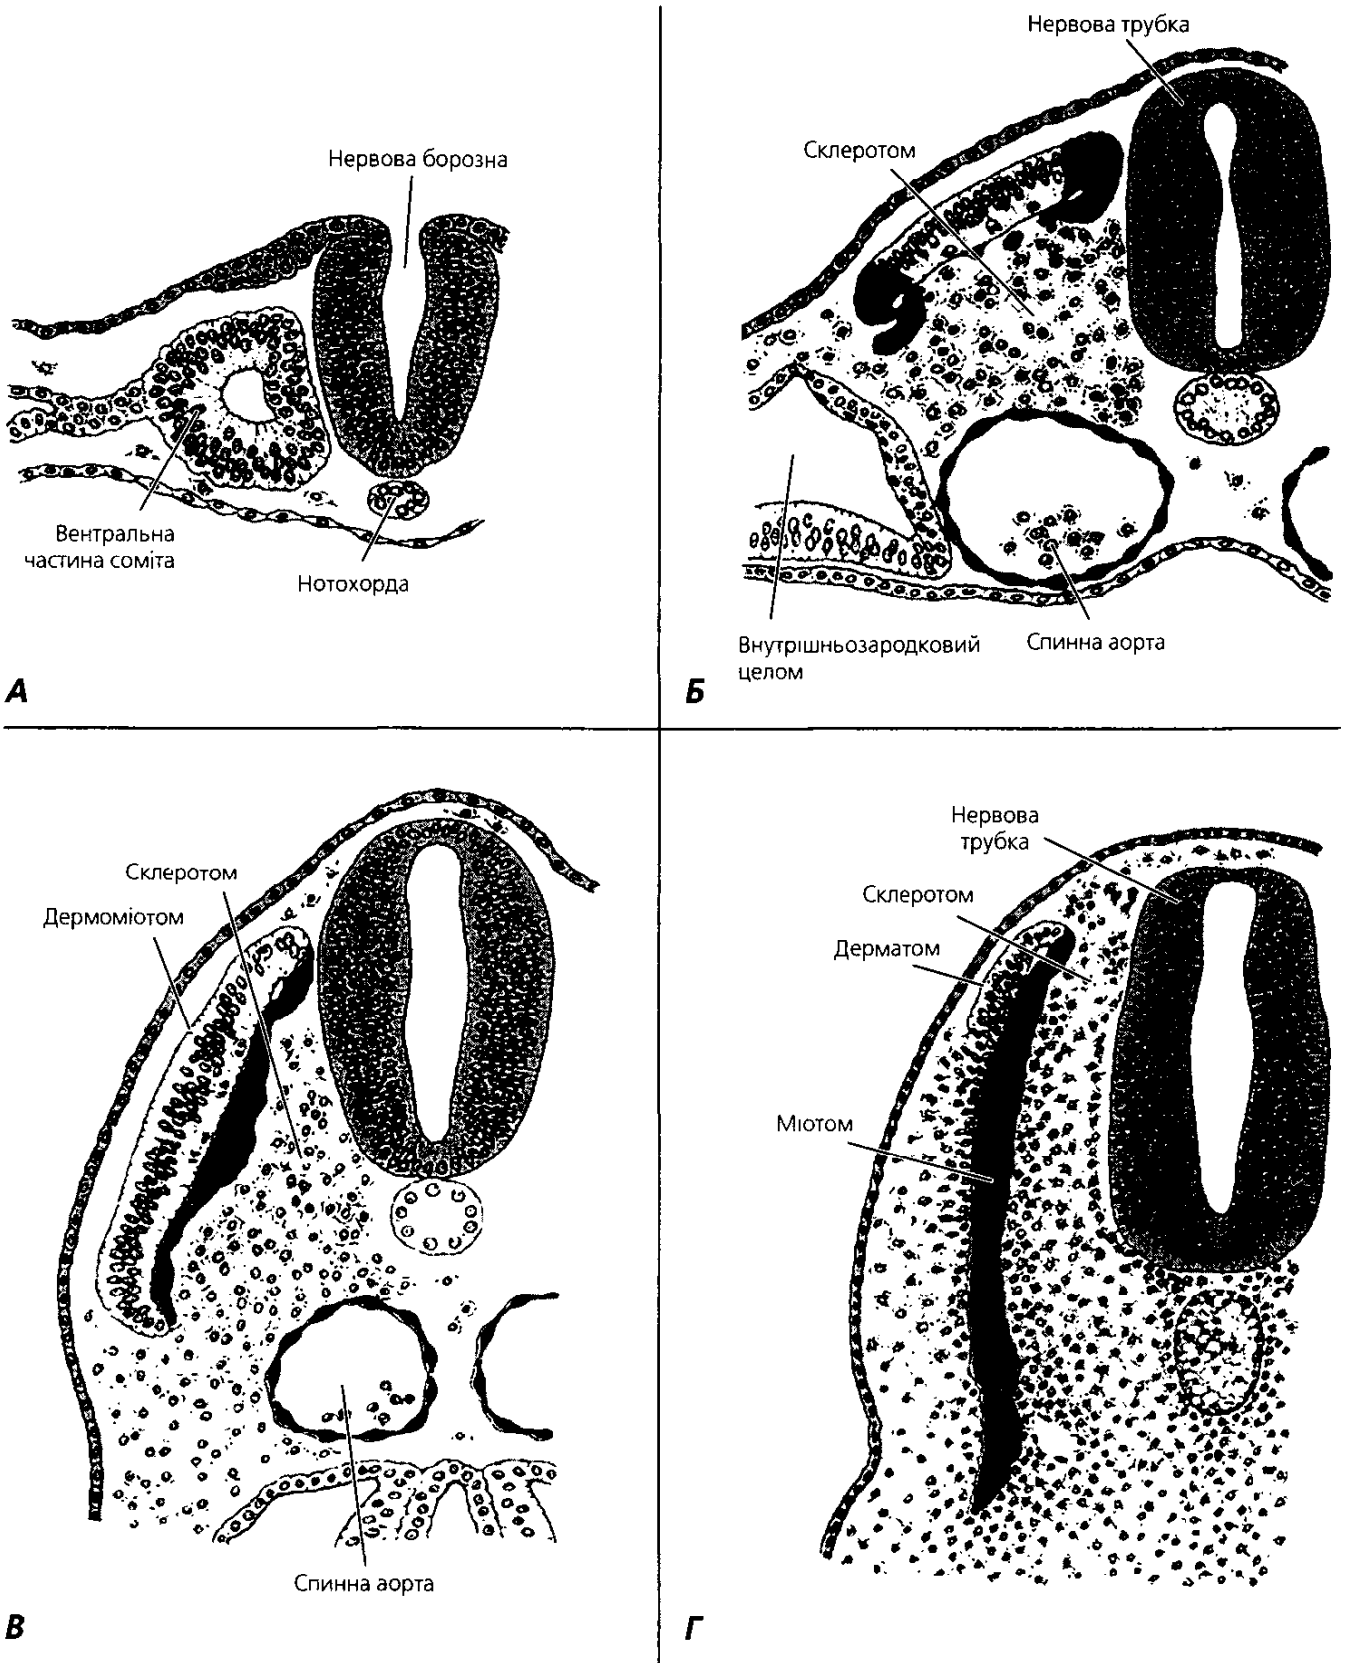 Нервова борозна
Вентральна
частина соміта
Нотохорда
А
Нервова трубка
Склеротом
Внутрішньозародковий
целом
Спинна аорта
Б
Склеротом
Дермоміотом
Спинна аорта
В
Нервова
трубка
Склеротом
Дерматом
Міотом
Г